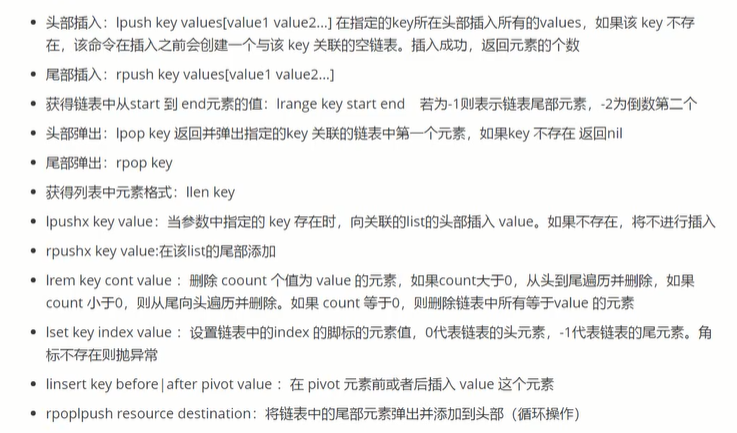 头部插入：lpush key values[value1 value2…] 在指定的key所在头部插入所有的values，如果该 key 不存
在，该命令在插入之前会创建一个与该 key 关联的空链表。插入成功，返回元素的个数
尾部插入：rpush key values[value1 value2…]
获得链表中从start 到 end元素的值：lrange key start end 若为-1则表示链表尾部元素，-2为倒数第二个
头部弹出：lpop key 返回并弹出指定的key 关联的链表中第一个元素，如果key 不存在 返回nil
尾部弹出：rpop key
获得列表中元素格式：llen key
lpushx key value：当参数中指定的 key 存在时，向关联的list的头部插入 value。如果不存在，将不进行插入
rpushx key value:在该list的尾部添加
lrem key cont value ：删除 coount 个值为 value 的元素，如果count大于0，从头到尾遍历并删除，如果
count 小于0，则从尾向头遍历并删除。如果 count 等于0，则删除链表中所有等于value 的元素
lset key index value ：设置链表中的index 的脚标的元素值，0代表链表的头元素，-1代表链表的尾元素。角
标不存在则抛异常
linsert key before|after pivot value ：在 pivot 元素前或者后插入 value 这个元素
rpoplpush resource destination：将链表中的尾部元素弹出并添加到头部（循环操作）